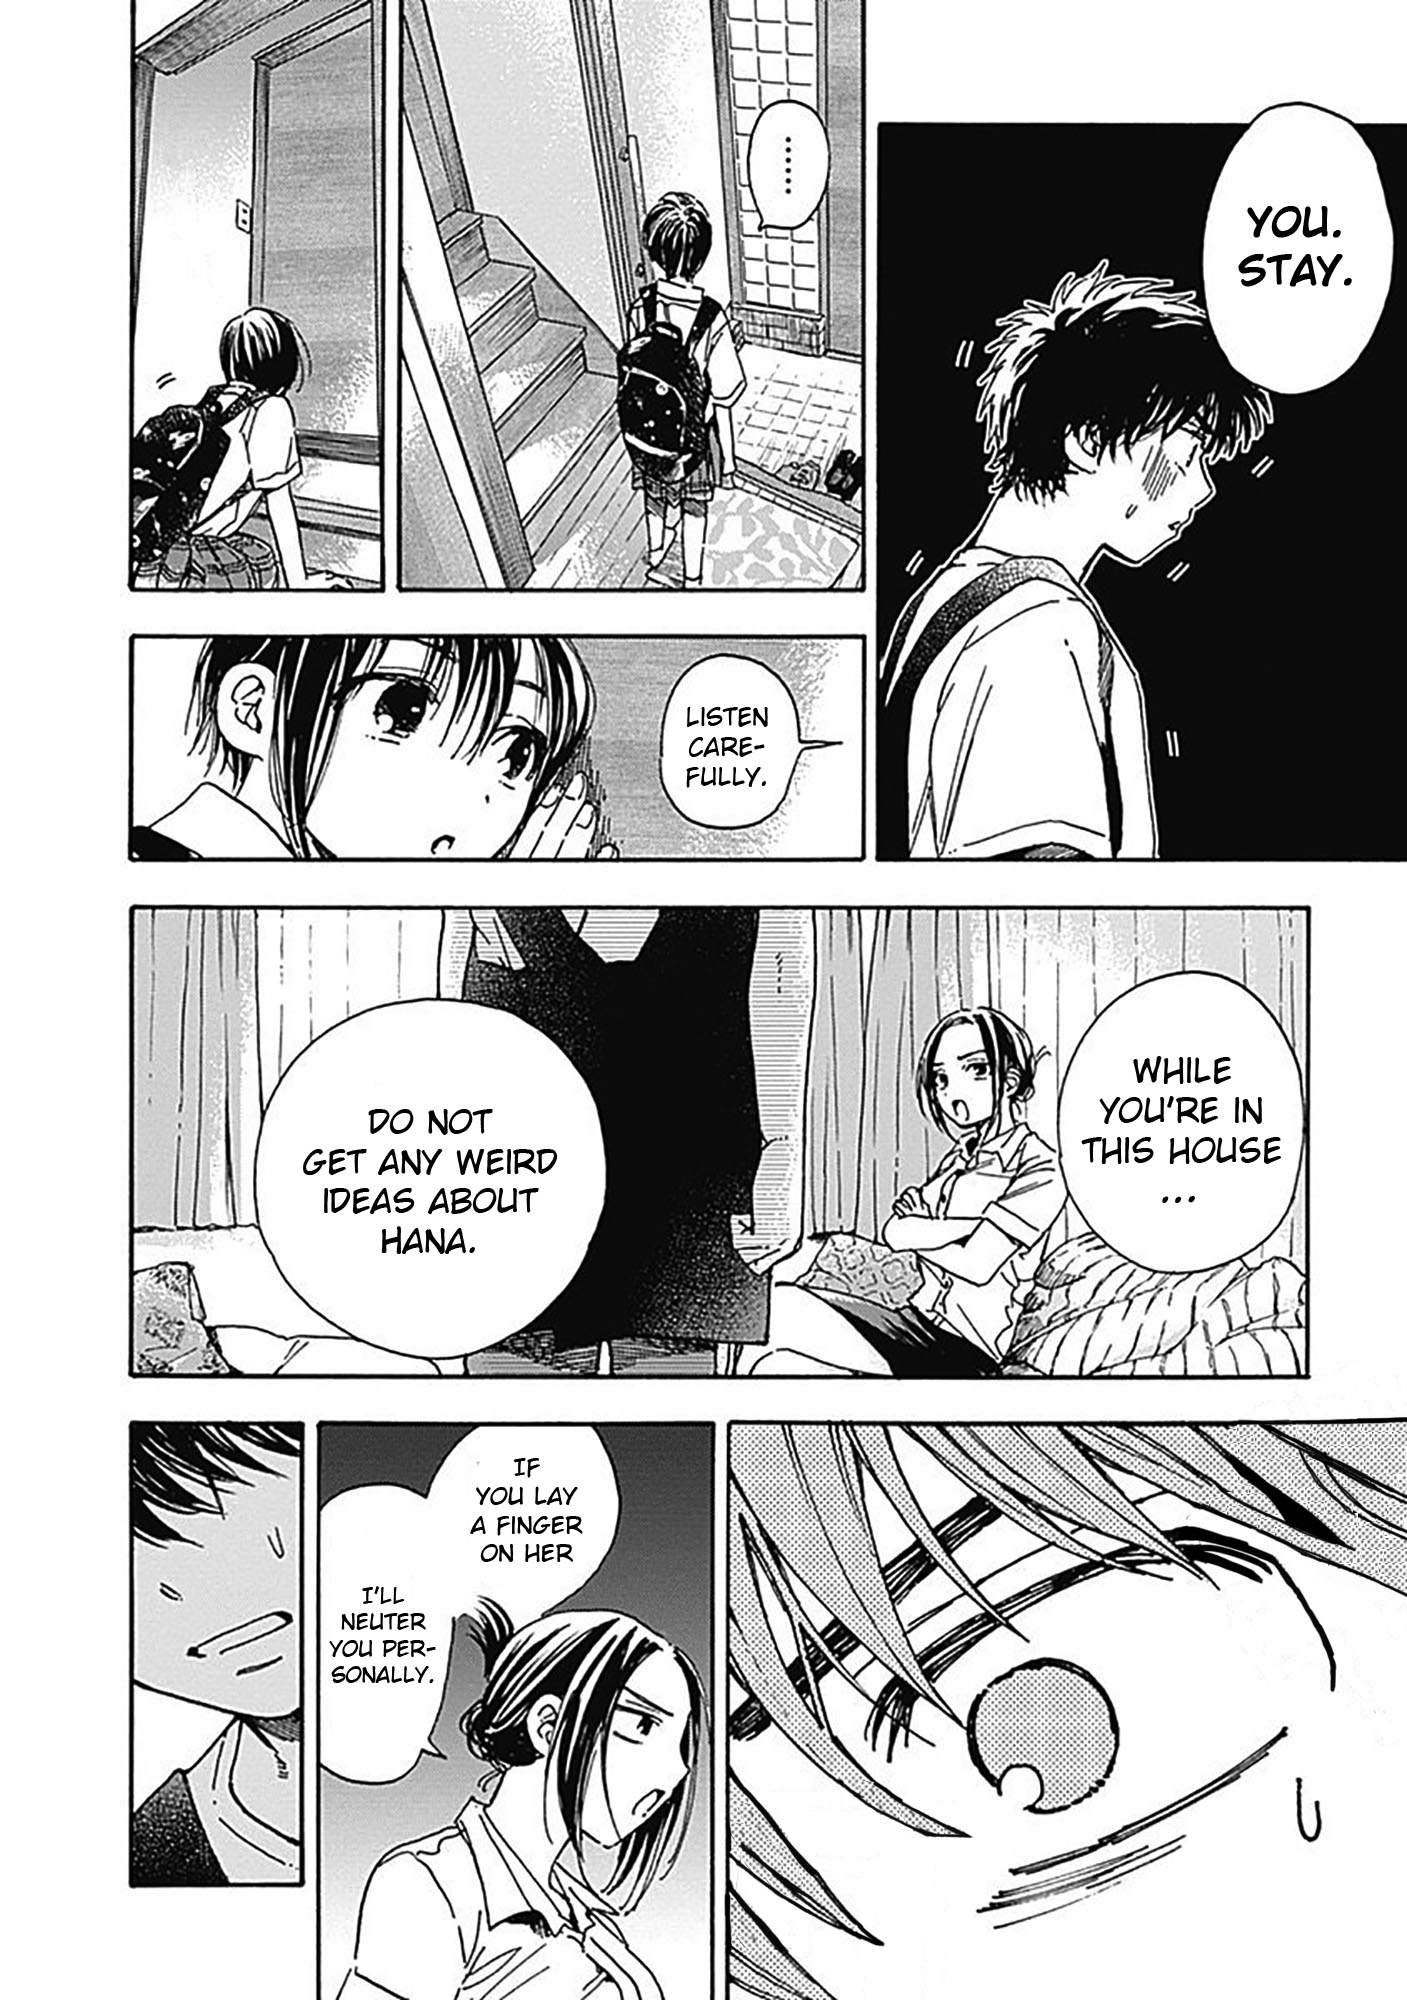 YOU.
STAY.
......
LISTEN
CARE-
FULLY.
WHILE
YOU'RE IN
THIS HOUSE
...
DO NOT
GET ANY WEIRD
IDEAS ABOUT
HANA.
IF
YOU LAY
A FINGER
ON HER
I'LL
NEUTER
YOU PER-
SONALLY.